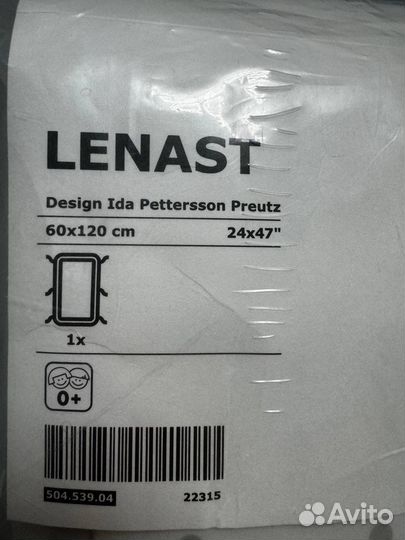 LENAST
Design Ida Pettersson Preutz
60x120 cm 24x47"
1x
0+
504.539.04 22315
Avito